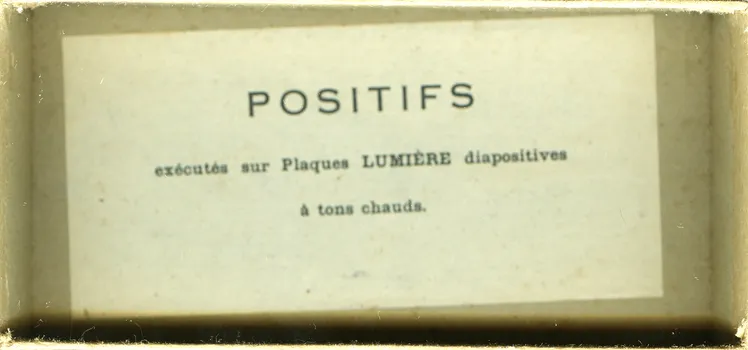 POSITIFS
exécutés sur Plaques LUMIÈRE diapositives
à tons chauds.